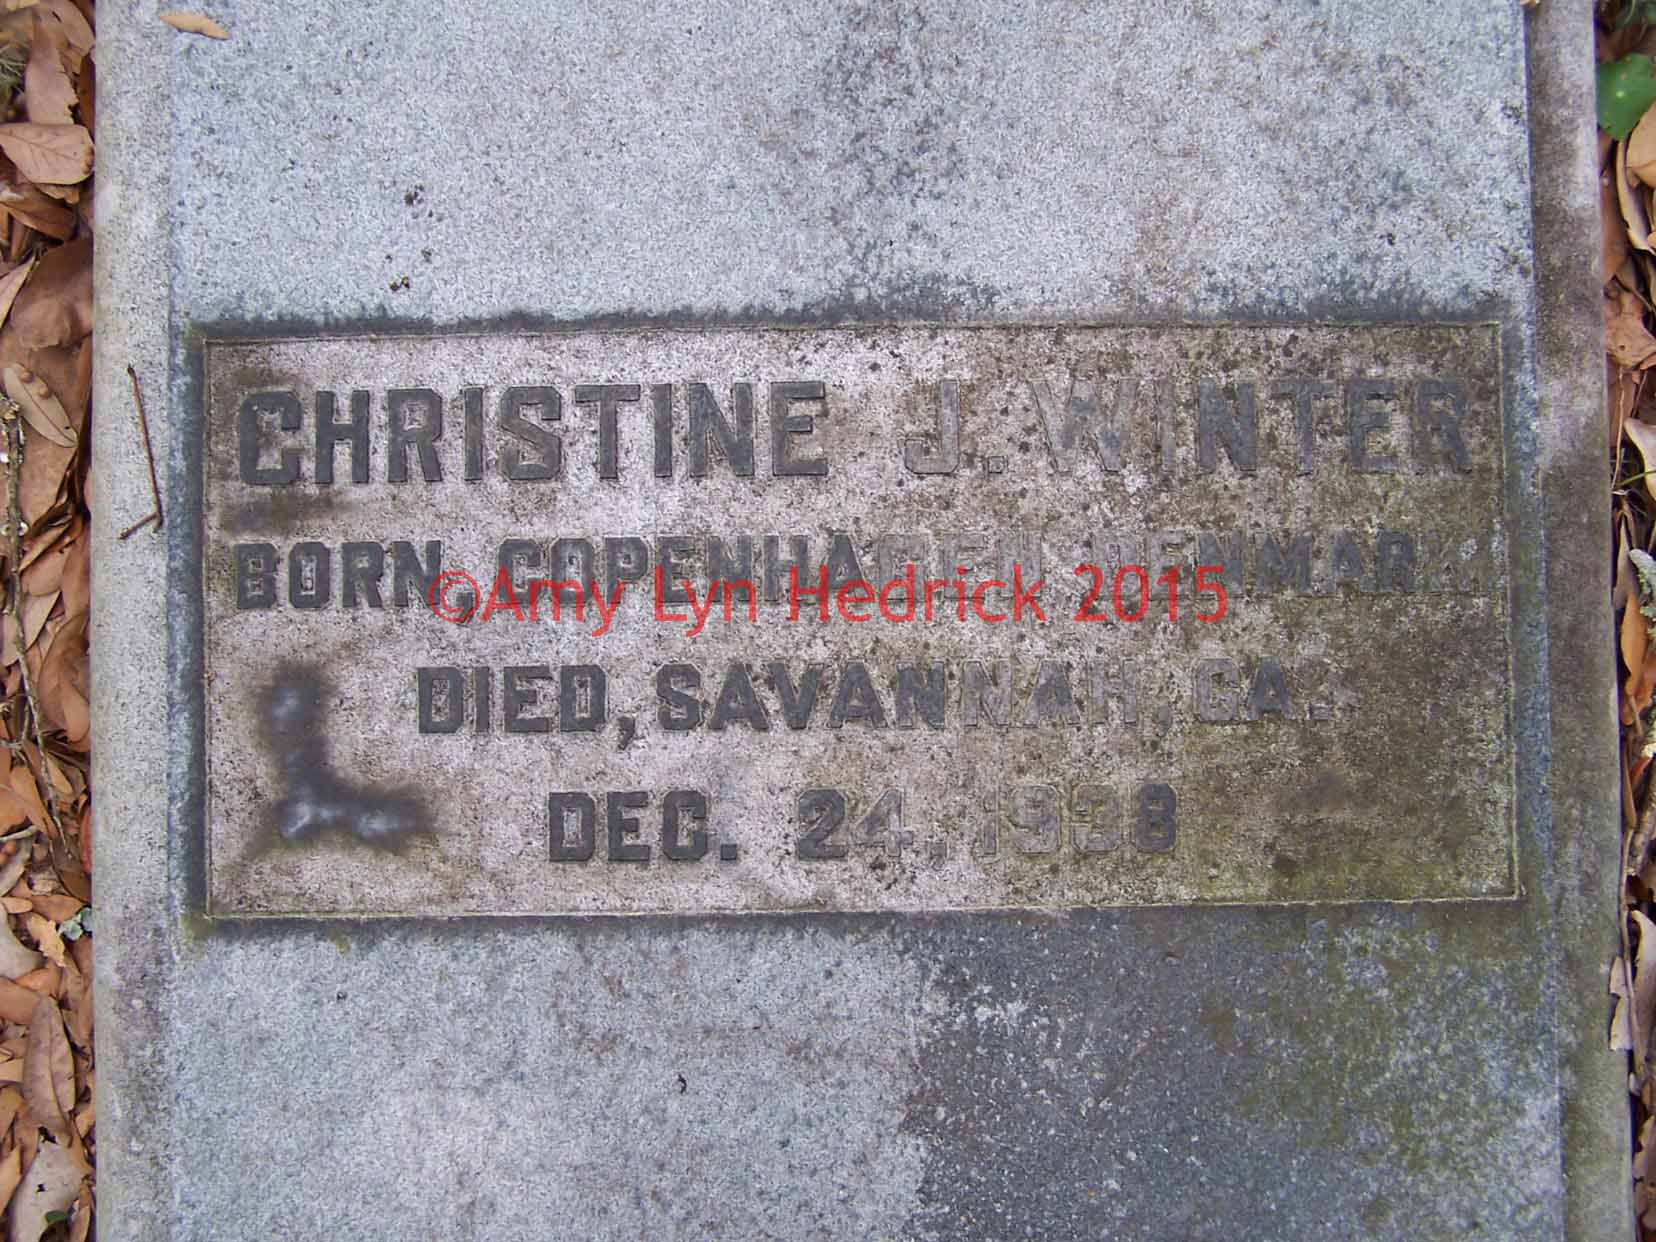 CHRISTINE J. WINTER
BORN, COPENHAGEN DENMARK
©Amy Lyn Hedrick 2015
DIED, SAVANNAH, GA.
DEC. 24, 1938